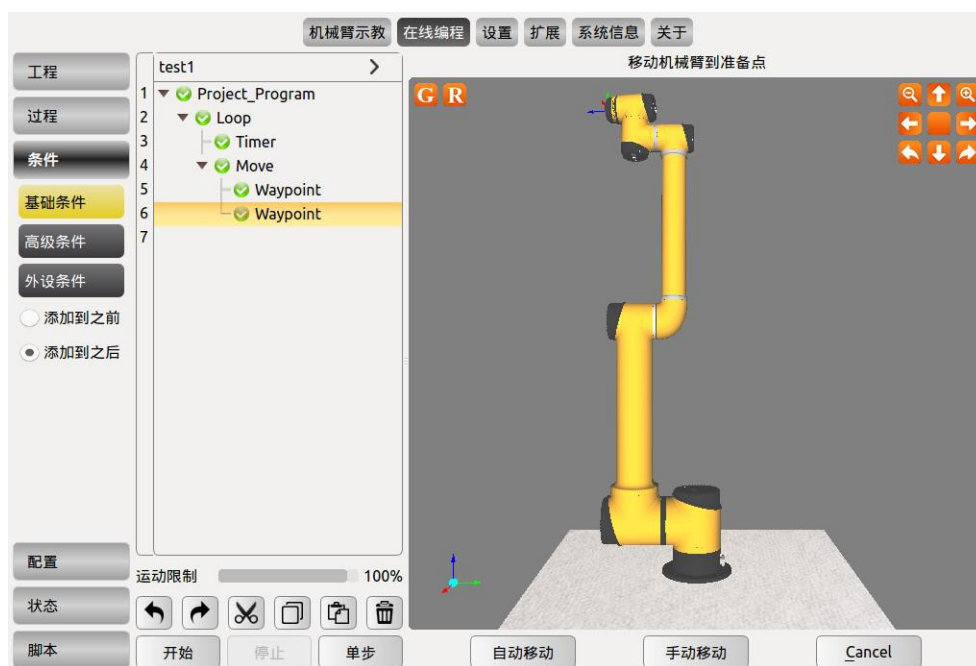 机械臂示教 在线编程 设置 扩展 系统信息 关于
移动机械臂到准备点
工程
过程
条件
基础条件
高级条件
外设条件
添加到之前
添加到之后
配置
状态
脚本
test1
1 Project_Program
2 Loop
3 Timer
4 Move
5 Waypoint
6 Waypoint
7
运动限制 100%
开始 停止 单步
G R
自动移动 手动移动 Cancel